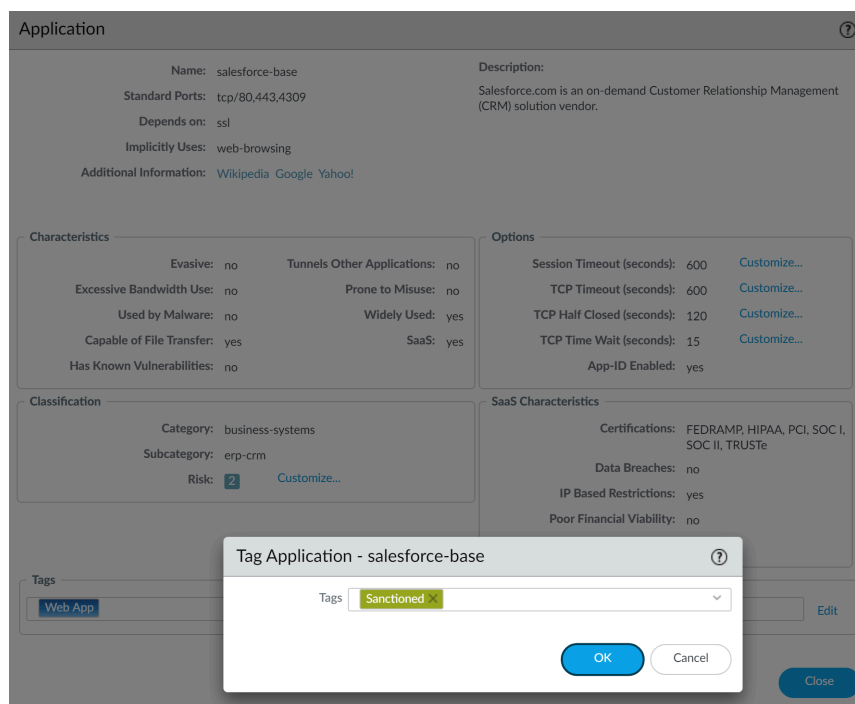 Application
Name: salesforce-base
Standard Ports: tcp/80,443,4309
Depends on: ssl
Implicitly Uses: web-browsing
Additional Information: Wikipedia Google Yahoo!
Description:
Salesforce.com is an on-demand Customer Relationship Management
(CRM) solution vendor.
Characteristics
Evasive: no Tunnels Other Applications: no
Excessive Bandwidth Use: no Prone to Misuse: no
Used by Malware: no Widely Used: yes
Capable of File Transfer: yes SaaS: yes
Has Known Vulnerabilities: no
Options
Session Timeout (seconds): 600 Customize...
TCP Timeout (seconds): 600 Customize...
TCP Half Closed (seconds): 120 Customize...
TCP Time Wait (seconds): 15 Customize...
App-ID Enabled: yes
Classification
Category: business-systems
Subcategory: erp-crm
Risk: 2 Customize...
SaaS Characteristics
Certifications: FEDRAMP, HIPAA, PCI, SOC I,
SOC II, TRUSTe
Data Breaches: no
IP Based Restrictions: yes
Poor Financial Viability: no
Tags
Web App
Edit
Close
Tag Application - salesforce-base
Tags Sanctioned
OK Cancel